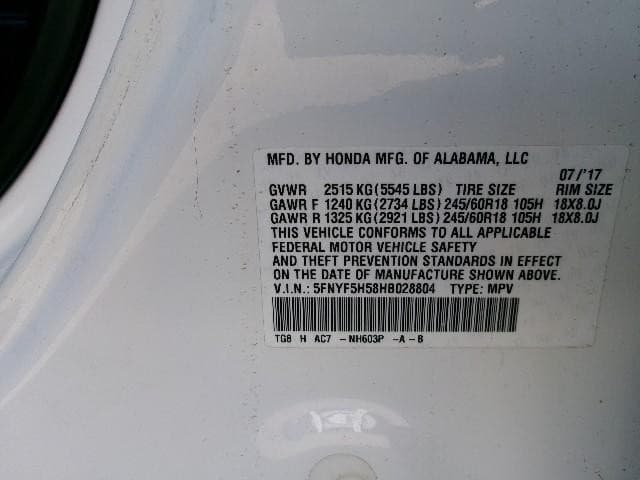 MFD. BY HONDA MFG. OF ALABAMA, LLC
07/'17
GVWR 2515 KG(5545 LBS) TIRE SIZE RIM SIZE
GAWR F 1240 KG(2734 LBS)245/60R18 105H 18X8.0J
GAWR R 1325 KG(2921 LBS)245/60R18 105H 18X8.0J
THIS VEHICLE CONFORMS TO ALL APPLICABLE
FEDERAL MOTOR VEHICLE SAFETY
AND THEFT PREVENTION STANDARDS IN EFFECT
ON THE DATE OF MANUFACTURE SHOWN ABOVE.
V.I.N.: 5FNYF5H58HB028804 TYPE: MPV
TG8 H AC7 -NH603P -A-B